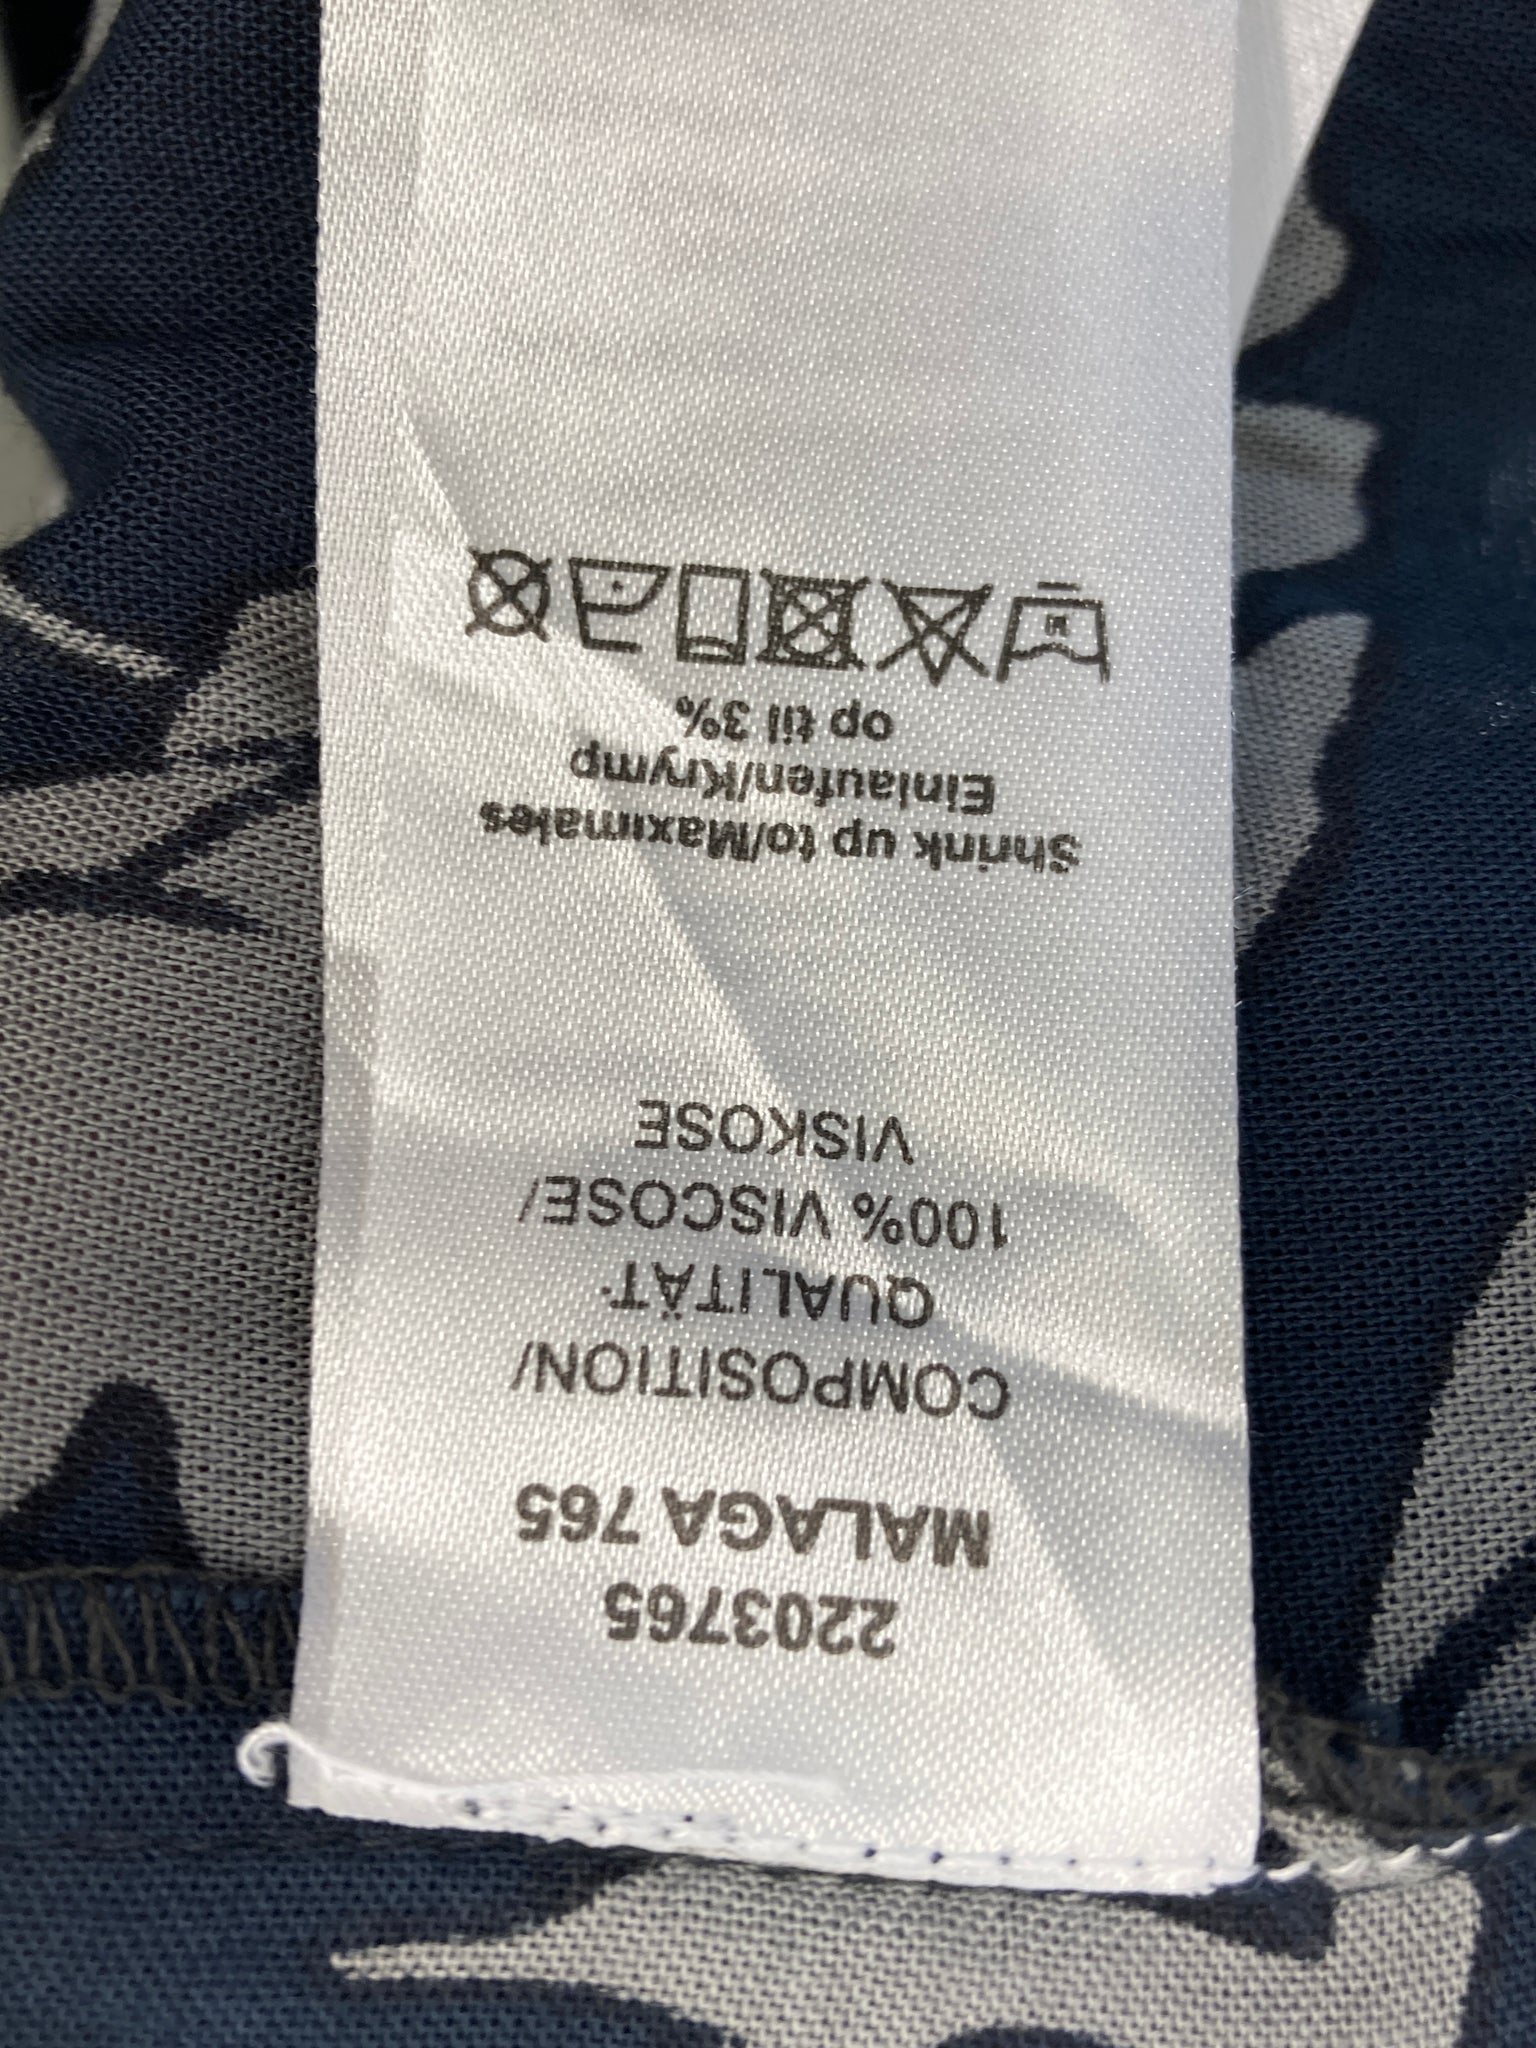 2203765
MALAGA 765
COMPOSITION/
QUALITÄT
100% VISCOSE/
VISKOSE
Shrink up to/Maximales
Einlaufen/Krymp
op til 3%